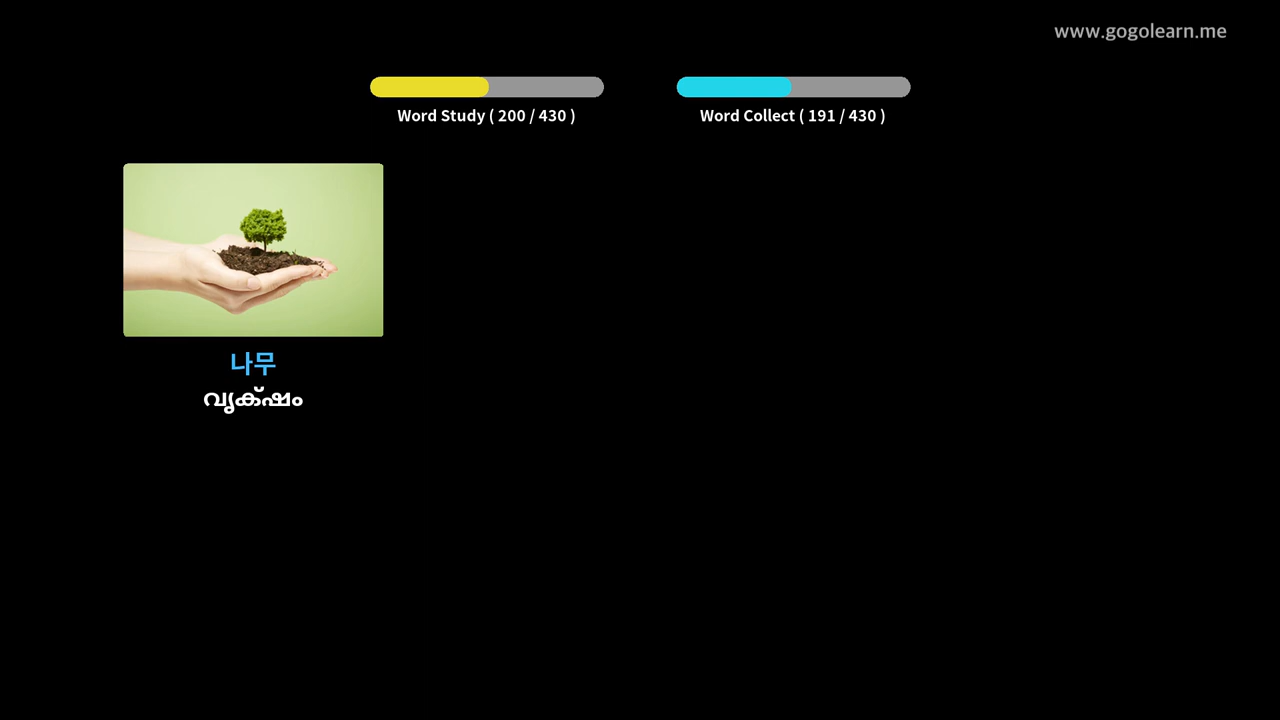 www.gogolearn.me
Word Study ( 200 / 430 )
Word Collect ( 191 / 430 )
나무
വൃക്ഷം